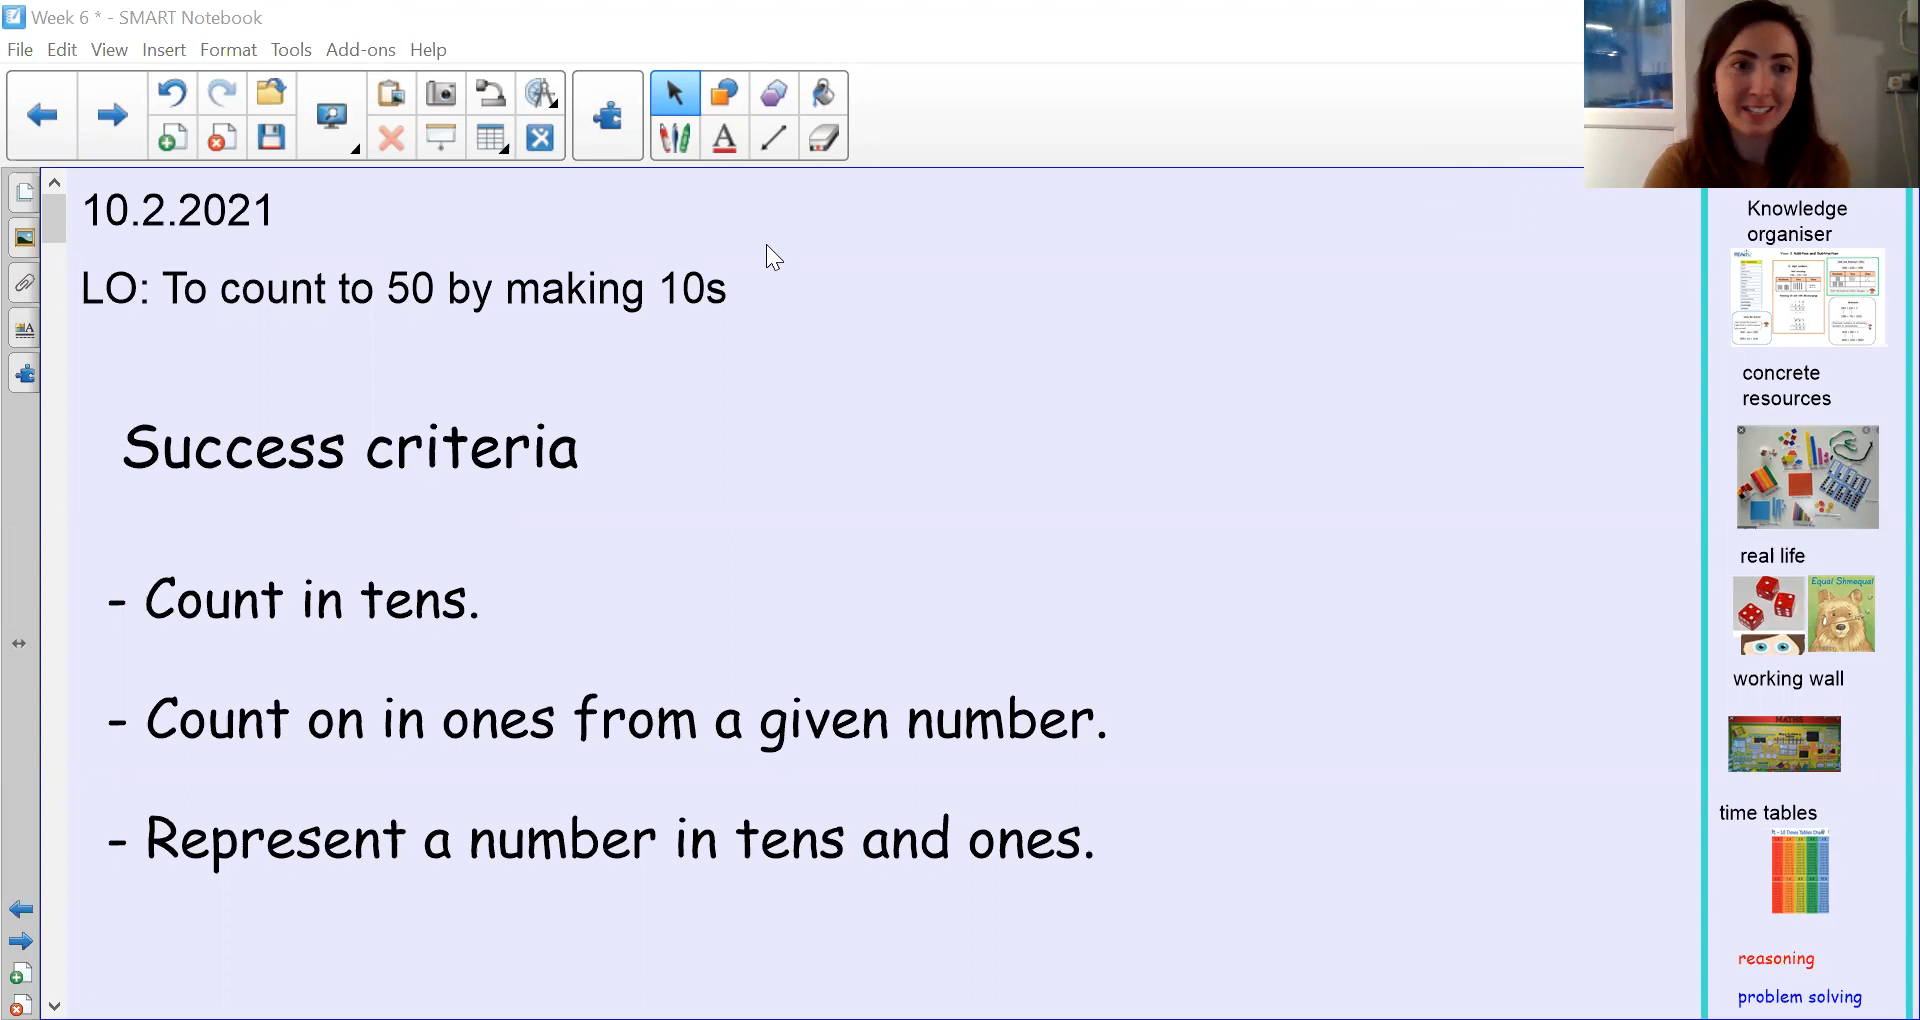 Week 6 * - SMART Notebook
File Edit View Insert Format Tools Add-ons Help
10.2.2021
LO: To count to 50 by making 10s
Success criteria
- Count in tens.
- Count on in ones from a given number.
- Represent a number in tens and ones.
Knowledge
organiser
concrete
resources
real life
Equal Shmequal
working wall
MATHS
time tables
reasoning
problem solving